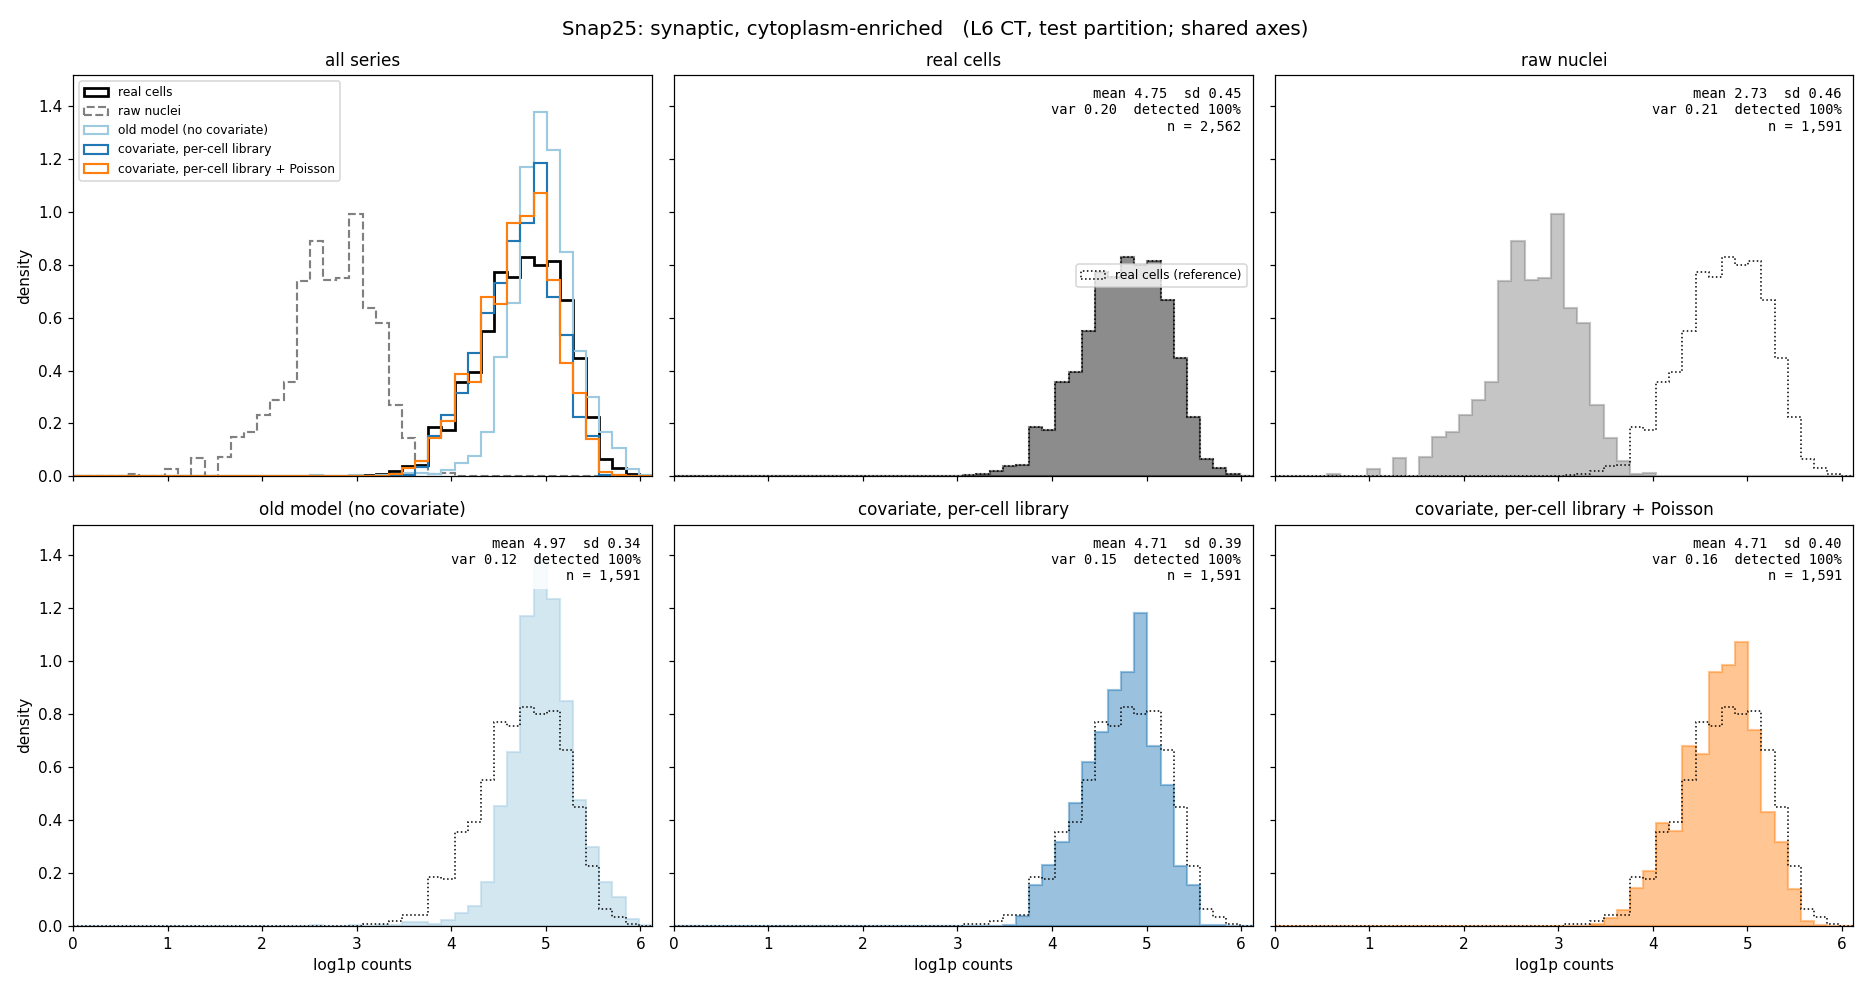 Snap25: synaptic, cytoplasm-enriched (L6 CT, test partition; shared axes)
all series
real cells
raw nuclei
old model (no covariate)
covariate, per-cell library
covariate, per-cell library + Poisson
density
0.0
0.2
0.4
0.6
0.8
1.0
1.2
1.4
real cells
mean 4.75 sd 0.45
var 0.20 detected 100%
n = 2,562
real cells (reference)
raw nuclei
mean 2.73 sd 0.46
var 0.21 detected 100%
n = 1,591
old model (no covariate)
mean 4.97 sd 0.34
var 0.12 detected 100%
n = 1,591
density
0.0
0.2
0.4
0.6
0.8
1.0
1.2
1.4
0 1 2 3 4 5 6
log1p counts
covariate, per-cell library
mean 4.71 sd 0.39
var 0.15 detected 100%
n = 1,591
0 1 2 3 4 5 6
log1p counts
covariate, per-cell library + Poisson
mean 4.71 sd 0.40
var 0.16 detected 100%
n = 1,591
0 1 2 3 4 5 6
log1p counts